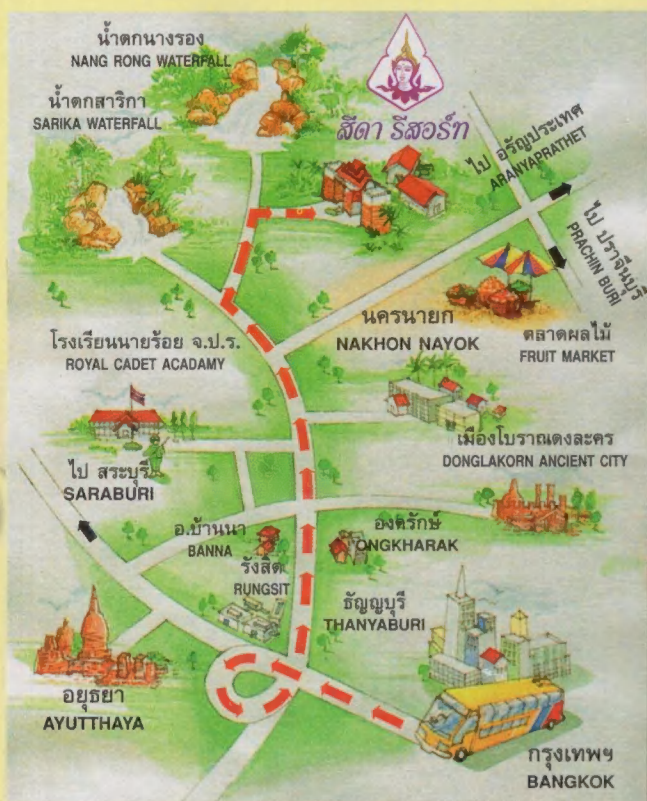 น้ำตกนางรอง
NANG RONG WATERFALL
น้ำตกสาริกา
SARIKA WATERFALL
สีดา รีสอร์ท
ไป อรัญประเทศ
ARANYAPRATHET
ไป ปราจีนบุรี
PRACHIN BURI
นครนายก
NAKHON NAYOK
ตลาดผลไม้
FRUIT MARKET
โรงเรียนนายร้อย จ.ป.ร.
ROYAL CADET ACADAMY
เมืองโบราณดงละคร
DONGLAKORN ANCIENT CITY
ไป สระบุรี
SARABURI
อ.บ้านนา
BANNA
องครักษ์
ONGKHARAK
รังสิต
RUNGSIT
ธัญญบุรี
THANYABURI
อยุธยา
AYUTTHAYA
กรุงเทพฯ
BANGKOK